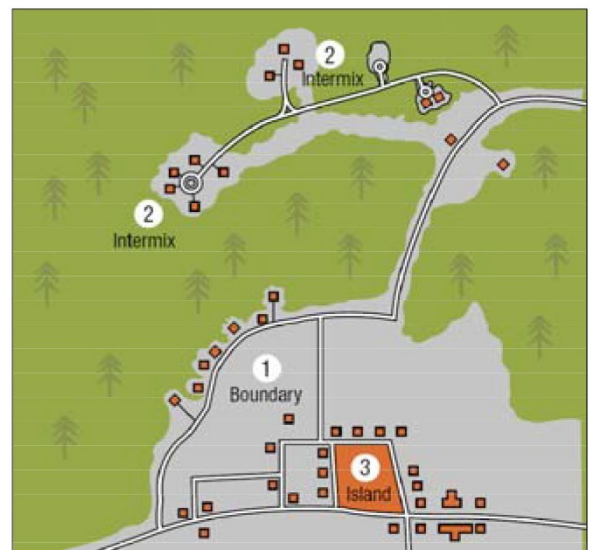 2
Intermix
2
Intermix
1
Boundary
3
Island